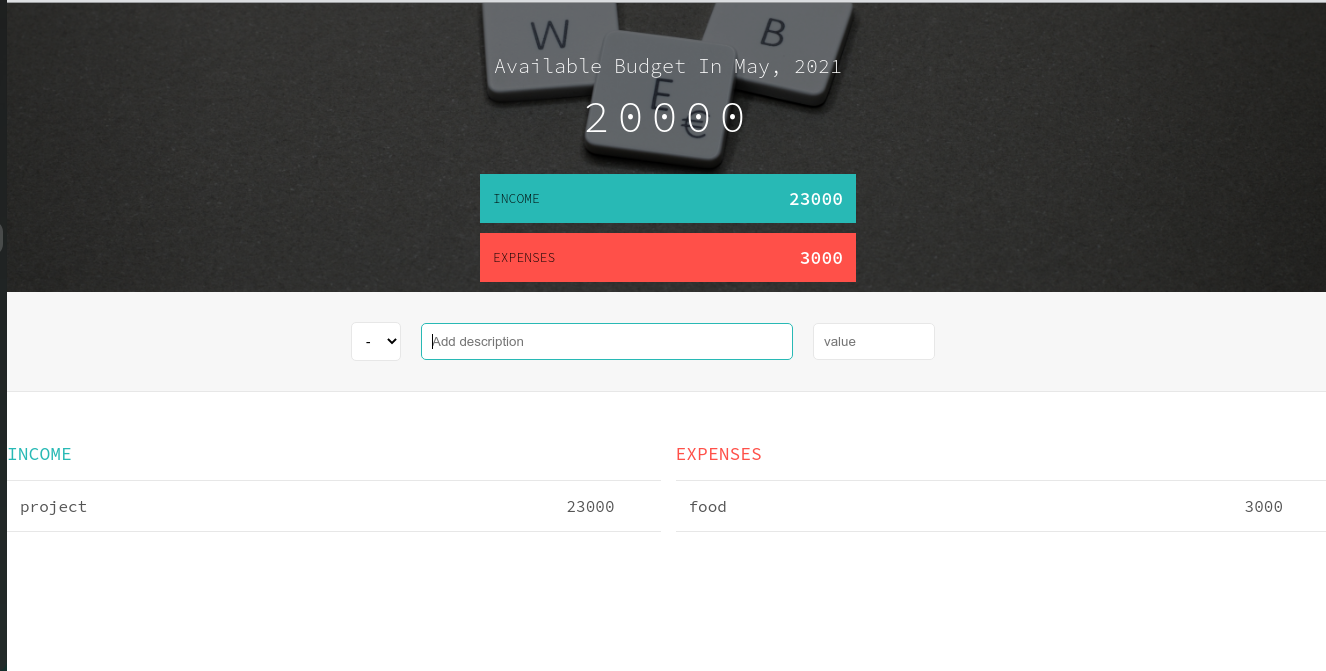 W B
E
€
Available Budget In May, 2021
20000
INCOME 23000
EXPENSES 3000
- Add description value
INCOME
project 23000
EXPENSES
food 3000